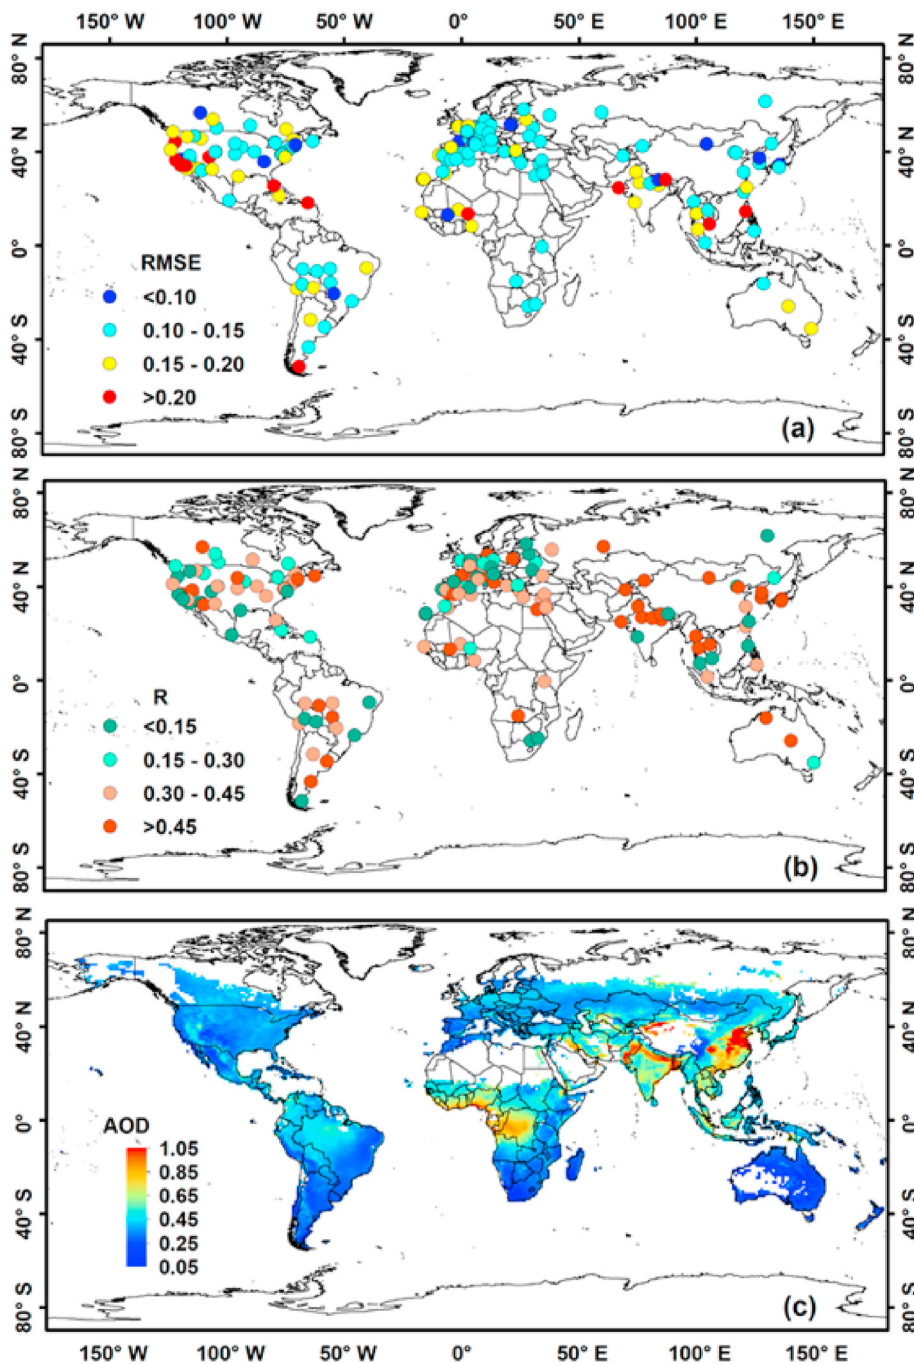 150° W 100° W 50° W 0° 50° E 100° E 150° E
80° N 80° N
40° N 40° N
0° 0°
RMSE
<0.10
0.10 - 0.15
40° S 40° S
0.15 - 0.20
>0.20
(a)
80° S 80° S
80° N 80° N
40° N 40° N
0° 0°
R
<0.15
0.15 - 0.30
40° S 40° S
0.30 - 0.45
>0.45
(b)
80° S 80° S
80° N 80° N
40° N 40° N
0° 0°
AOD
1.05
0.85
0.65
0.45
40° S 40° S
0.25
0.05
(c)
80° S 80° S
150° W 100° W 50° W 0° 50° E 100° E 150° E